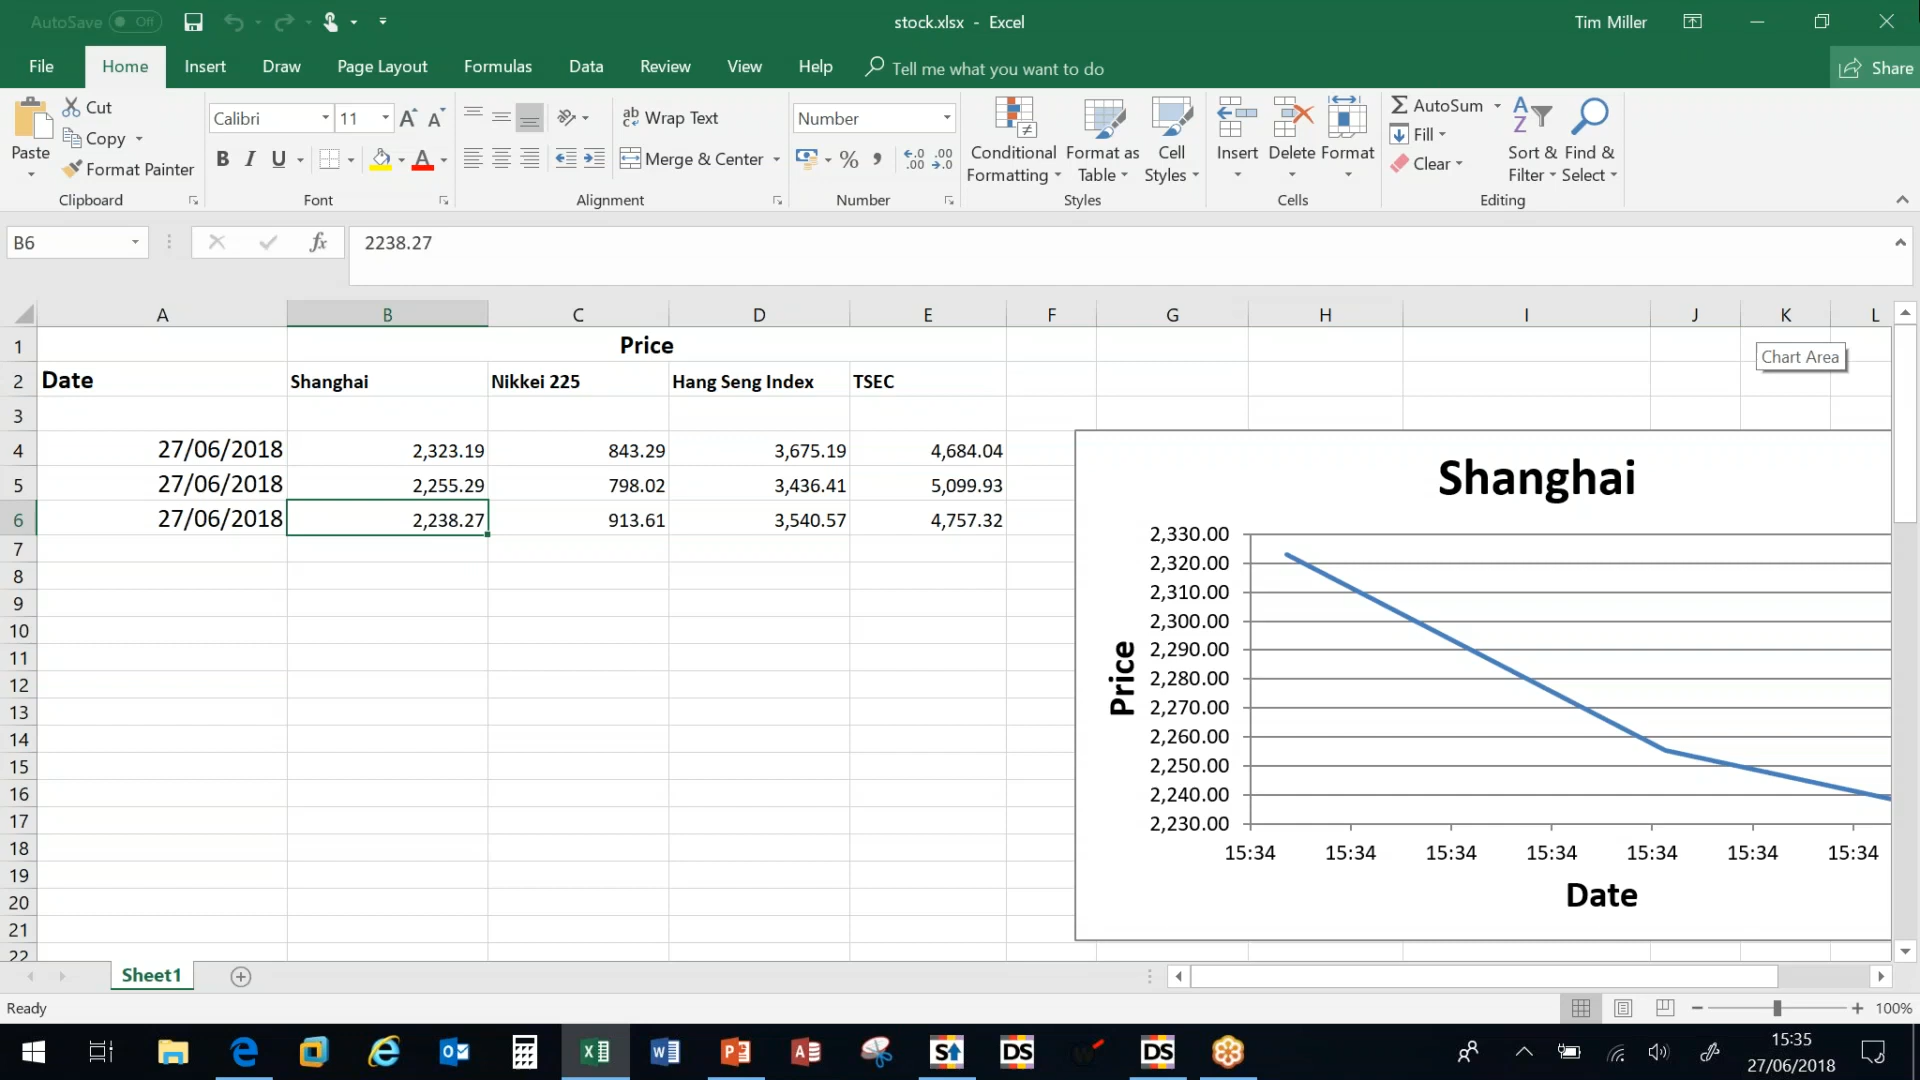 AutoSave Off
stock.xlsx - Excel
Tim Miller
File Home Insert Draw Page Layout Formulas Data Review View Help Tell me what you want to do Share
Paste
Cut
Copy
Format Painter
Clipboard
Calibri 11
B I U
Font
Wrap Text
Merge & Center
Alignment
Number
Number
Conditional Formatting
Format as Table
Cell Styles
Styles
Insert Delete Format
Cells
AutoSum
Fill
Clear
Sort & Filter
Find & Select
Editing
B6 fx 2238.27
A B C D E F G H I J K L
1 Price
Chart Area
2 Date Shanghai Nikkei 225 Hang Seng Index TSEC
3
4 27/06/2018 2,323.19 843.29 3,675.19 4,684.04
5 27/06/2018 2,255.29 798.02 3,436.41 5,099.93
6 27/06/2018 2,238.27 913.61 3,540.57 4,757.32
7
8
9
10
11
12
13
14
15
16
17
18
19
20
21
22
Shanghai
Price
2,330.00
2,320.00
2,310.00
2,300.00
2,290.00
2,280.00
2,270.00
2,260.00
2,250.00
2,240.00
2,230.00
15:34 15:34 15:34 15:34 15:34 15:34 15:34
Date
Sheet1
Ready
100%
15:35
27/06/2018